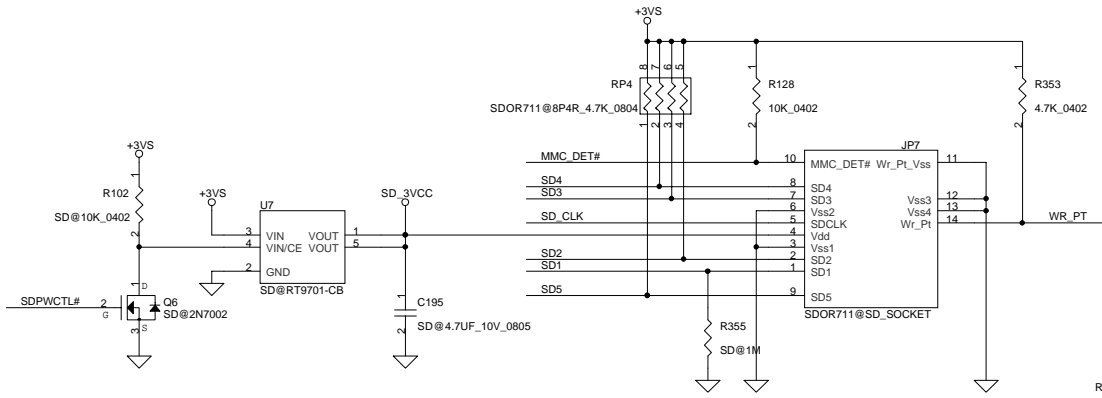 +3VS
8
7
6
5
RP4
SDOR711@8P4R_4.7K_0804
1
2
3
4
1
R128
10K_0402
2
1
R353
4.7K_0402
2
+3VS
1
R102
SD@10K_0402
2
+3VS
U7
3 VIN VOUT 1
4 VIN/CE VOUT 5
2 GND
SD@RT9701-CB
SD_3VCC
1
C195
SD@4.7UF_10V_0805
2
SDPWCTL#
1
D
2
G
Q6
SD@2N7002
3
S
JP7
MMC_DET# 10 MMC_DET# Wr_Pt_Vss 11
SD4 8 SD4
SD3 7 SD3 Vss3 12
6 Vss2 Vss4 13
SD_CLK 5 SDCLK Wr_Pt 14 WR_PT
4 Vdd
3 Vss1
SD2 2 SD2
SD1 1 SD1
SD5 9 SD5
SDOR711@SD_SOCKET
1
R355
SD@1M
2
R